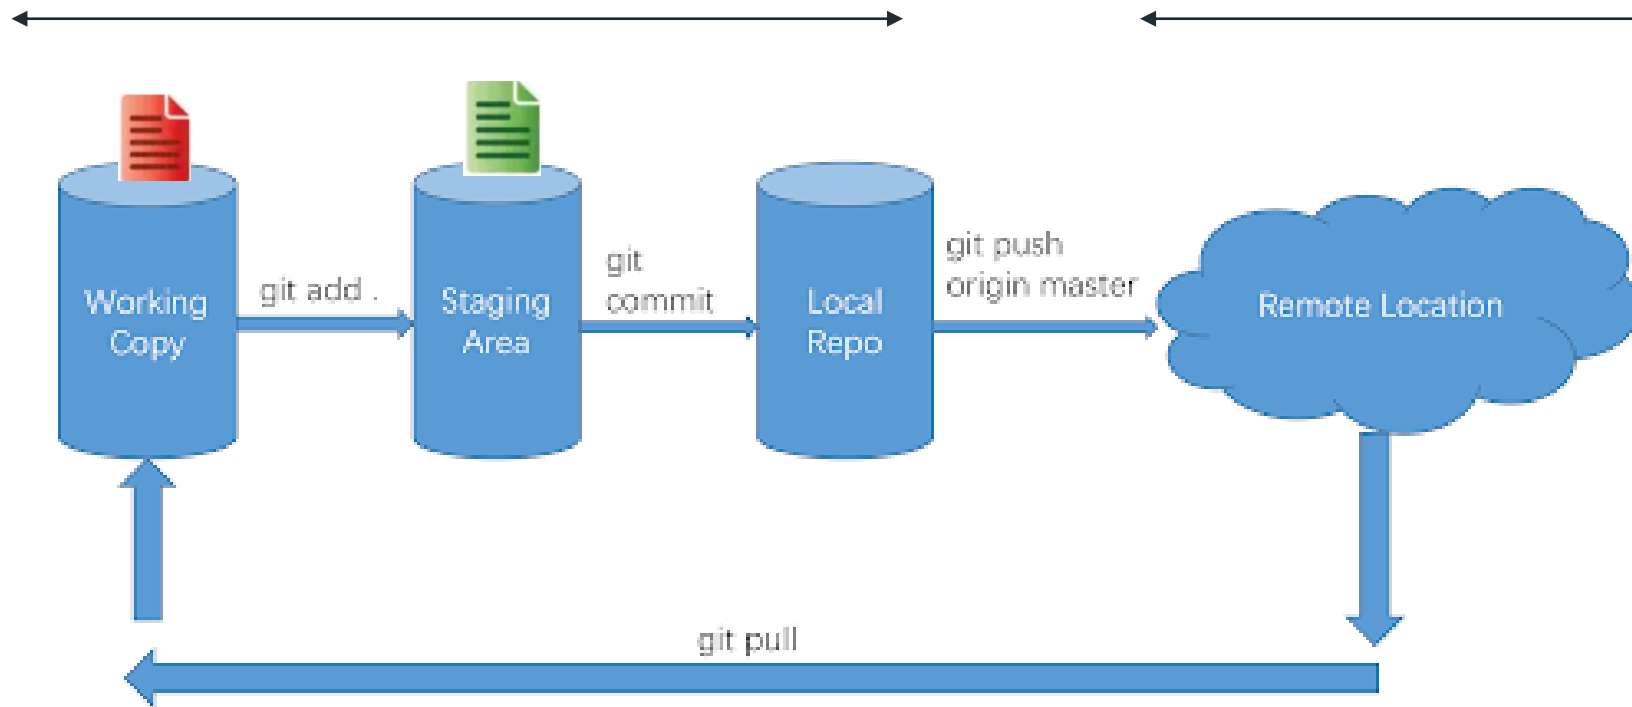 Working
Copy
git add .
Staging
Area
git
commit
Local
Repo
git push
origin master
Remote Location
git pull